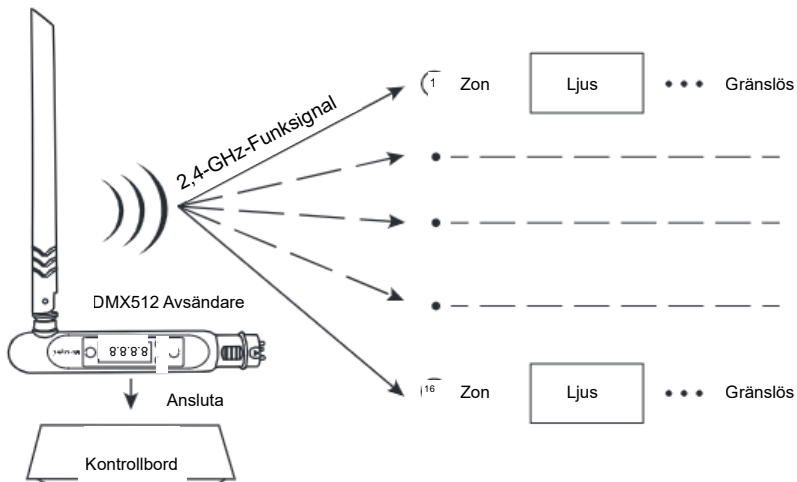 1 Zon Ljus Gränslös
2,4-GHz-Funksignal
DMX512 Avsändare
8.8.8.8
Ansluta
16 Zon Ljus Gränslös
Kontrollbord